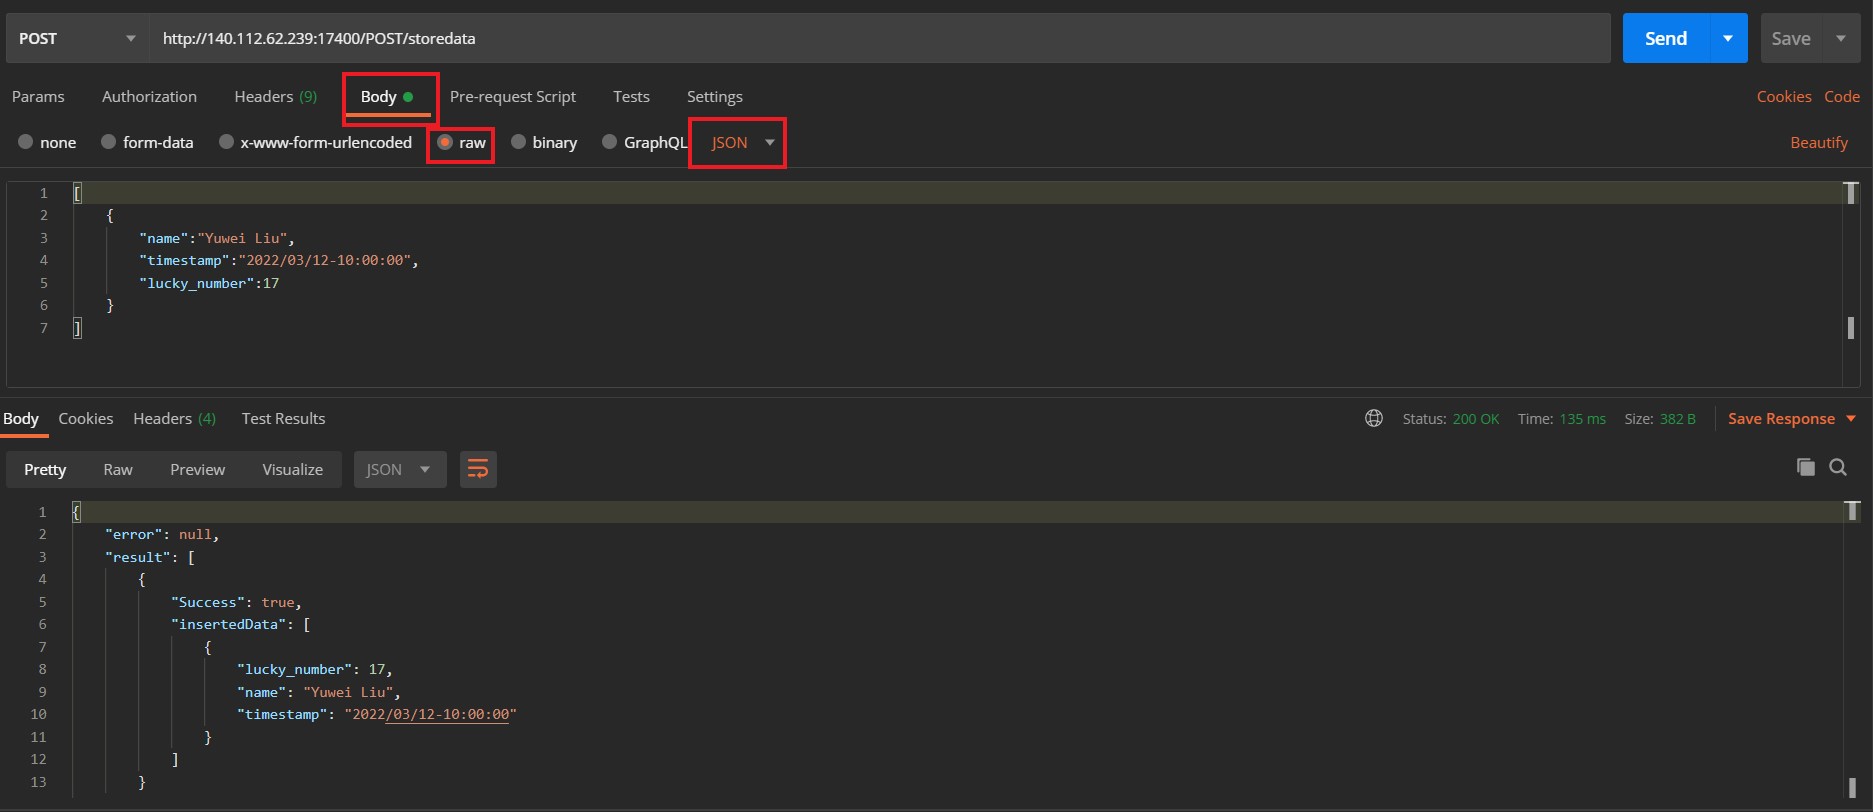 POST http://140.112.62.239:17400/POST/storedata Send Save
Params Authorization Headers (9) Body Pre-request Script Tests Settings Cookies Code
none form-data x-www-form-urlencoded raw binary GraphQL JSON Beautify
1 [
2 {
3 "name":"Yuwei Liu",
4 "timestamp":"2022/03/12-10:00:00",
5 "lucky_number":17
6 }
7 ]
Body Cookies Headers (4) Test Results Status: 200 OK Time: 135 ms Size: 382 B Save Response
Pretty Raw Preview Visualize JSON
1 {
2 "error": null,
3 "result": [
4 {
5 "Success": true,
6 "insertedData": [
7 {
8 "lucky_number": 17,
9 "name": "Yuwei Liu",
10 "timestamp": "2022/03/12-10:00:00"
11 }
12 ]
13 }